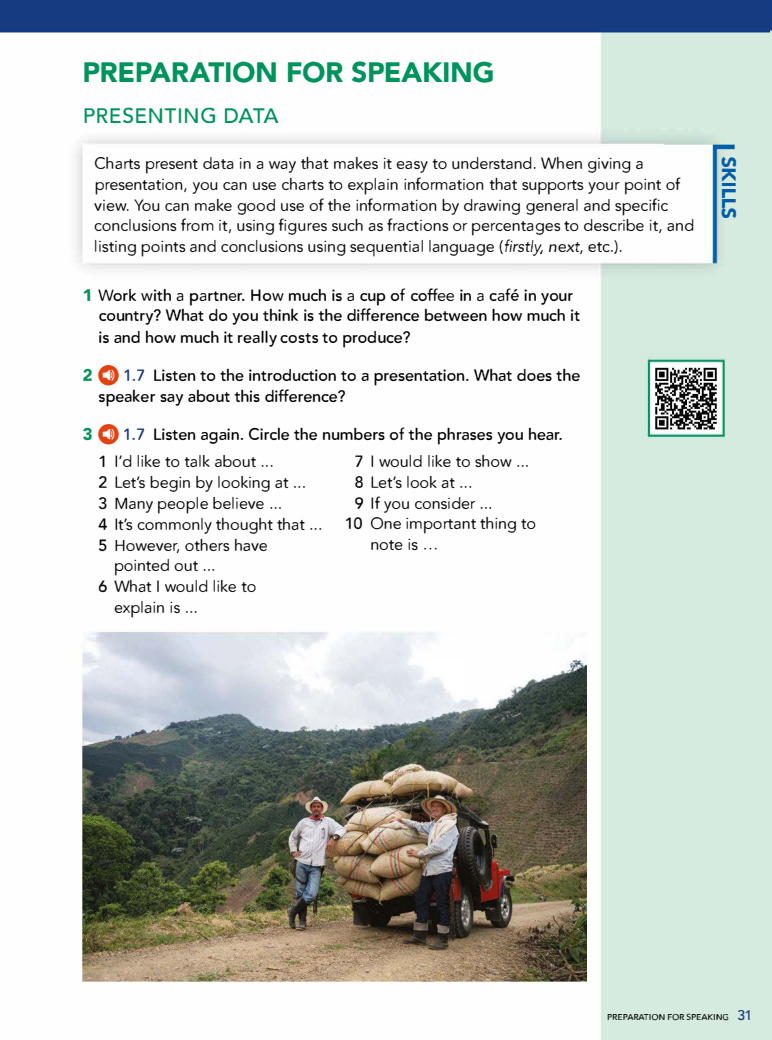 PREPARATION FOR SPEAKING
PRESENTING DATA
Charts present data in a way that makes it easy to understand. When giving a
presentation, you can use charts to explain information that supports your point of
view. You can make good use of the information by drawing general and specific
conclusions from it, using figures such as fractions or percentages to describe it, and
listing points and conclusions using sequential language (firstly, next, etc.).
SKILLS
1 Work with a partner. How much is a cup of coffee in a café in your
country? What do you think is the difference between how much it
is and how much it really costs to produce?
2 1.7 Listen to the introduction to a presentation. What does the
speaker say about this difference?
3 1.7 Listen again. Circle the numbers of the phrases you hear.
1 I'd like to talk about ...
2 Let's begin by looking at ...
3 Many people believe ...
4 It's commonly thought that ...
5 However, others have
pointed out ...
6 What I would like to
explain is ...
7 I would like to show ...
8 Let's look at ...
9 If you consider ...
10 One important thing to
note is ...
PREPARATION FOR SPEAKING 31